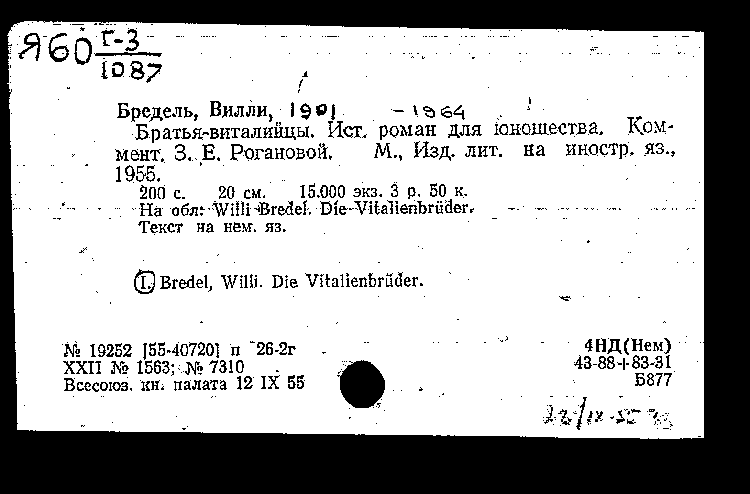 Я60 Г-3
1087
Бредель, Вилли, 1901 – 1964
Братья-виталийцы. Ист. роман для юношества. Ком-
мент. З. Е. Рогановой. М., Изд. лит. на иностр. яз.,
1955.
200 с. 20 см. 15.000 экз. 3 р. 50 к.
На обл.: Willi Bredel. Die Vitalienbrüder.
Текст на нем. яз.
1. Bredel, Willi. Die Vitalienbrüder.
№ 19252 [55-40720] п 26-2г
XXII № 1563; № 7310
Всесоюз. кн. палата 12 IX 55
4НД(Нем)
43-88+83-31
Б877